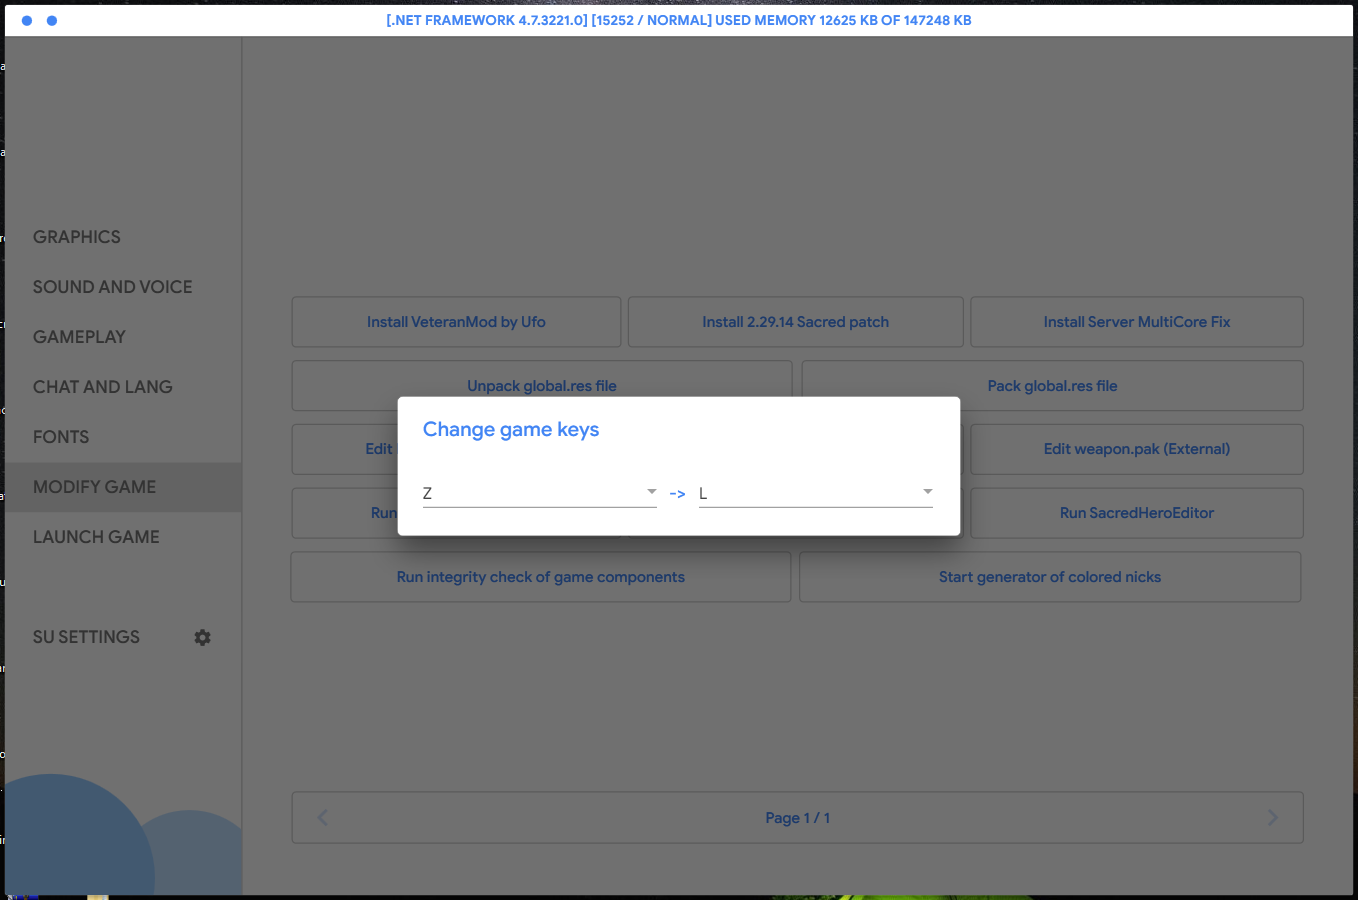 [.NET FRAMEWORK 4.7.3221.0] [15252 / NORMAL] USED MEMORY 12625 KB OF 147248 KB
GRAPHICS
SOUND AND VOICE
GAMEPLAY
CHAT AND LANG
FONTS
MODIFY GAME
LAUNCH GAME
SU SETTINGS
Install VeteranMod by Ufo
Install 2.29.14 Sacred patch
Install Server MultiCore Fix
Unpack global.res file
Pack global.res file
Edit
Edit weapon.pak (External)
Run
Run SacredHeroEditor
Run integrity check of game components
Start generator of colored nicks
Change game keys
Z -> L
Page 1 / 1